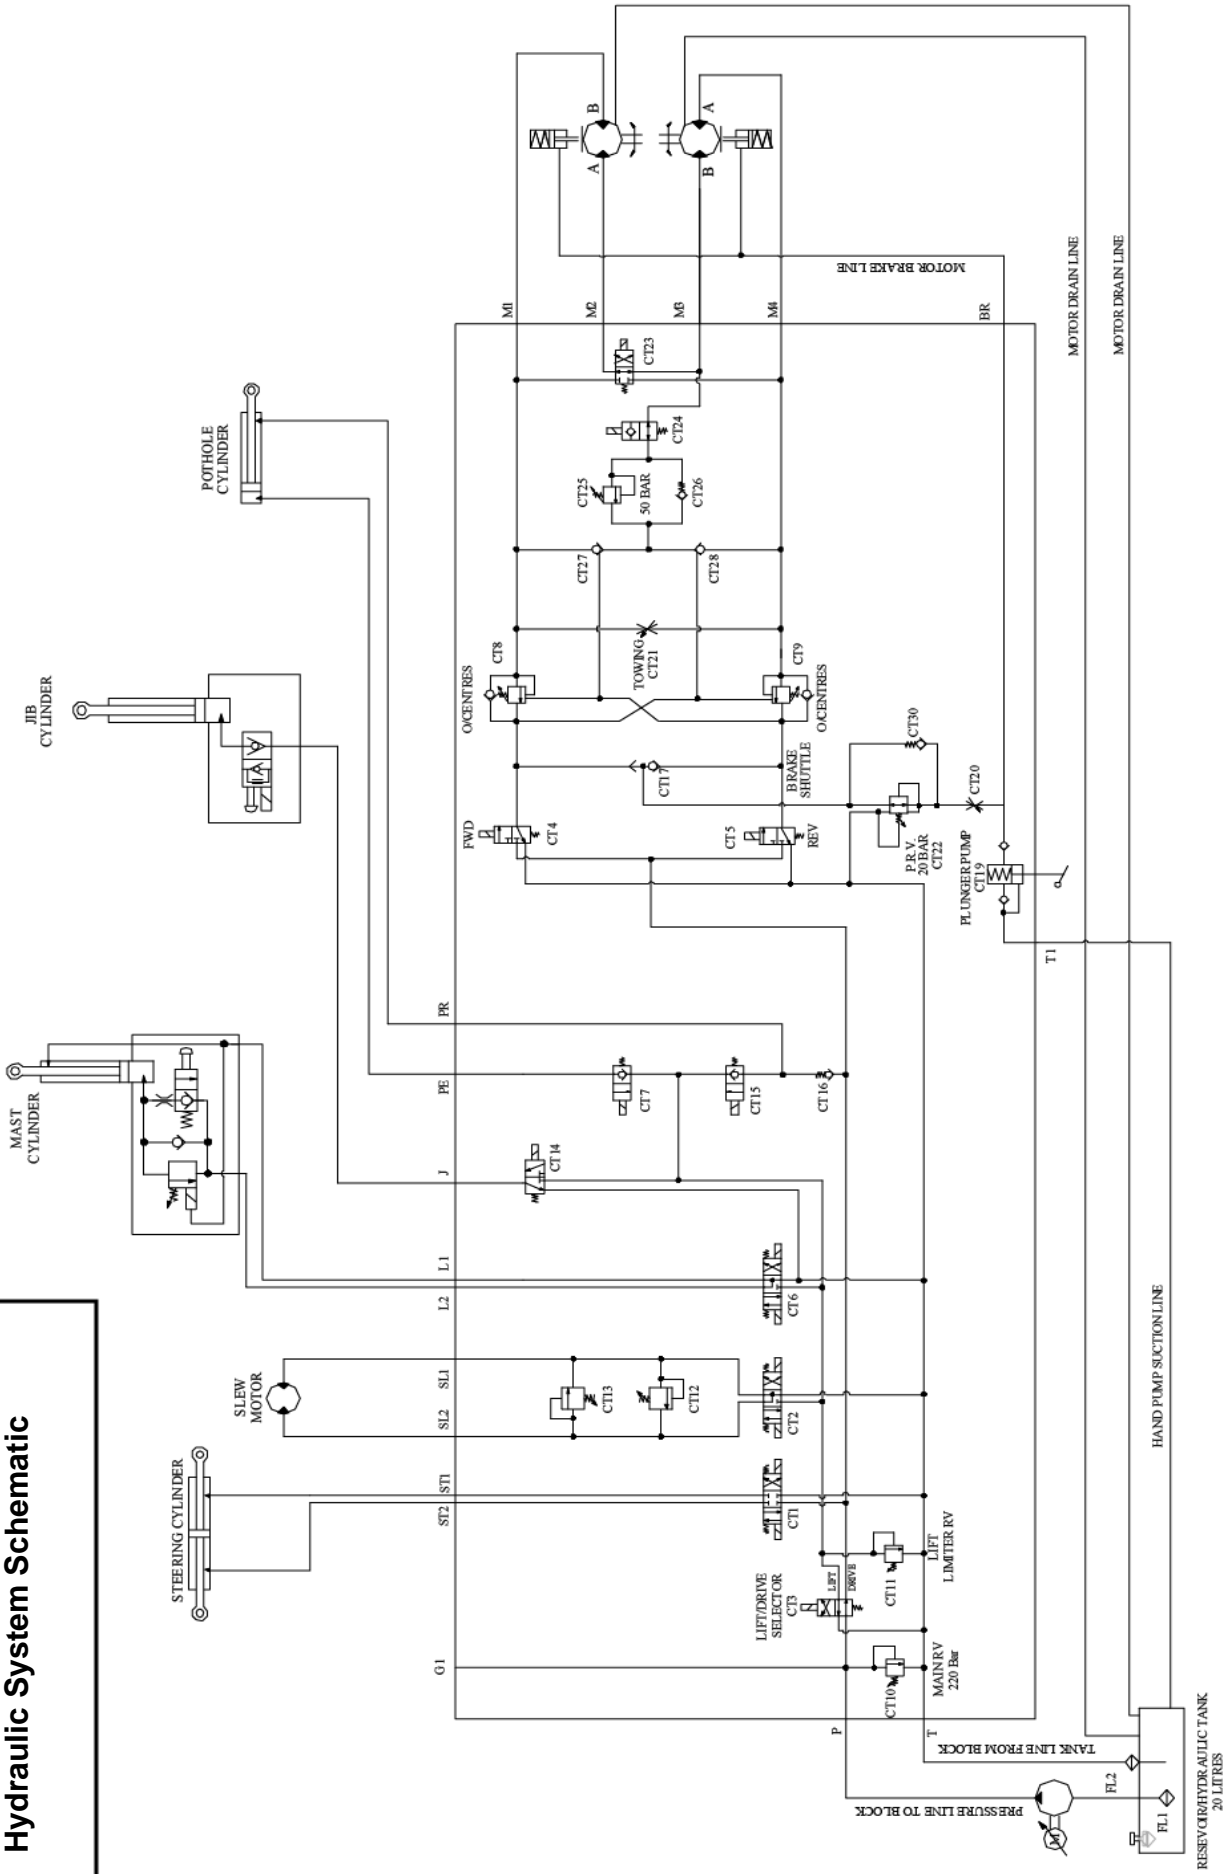 Hydraulic System Schematic
MAST
CYLINDER
JIB
CYLINDER
POTHOLE
CYLINDER
STEERING CYLINDER
SLEW
MOTOR
G1
ST2
ST1
SL2
SL1
L2
L1
J
PE
PR
M1
M2
M3
M4
BR
B
A
A
B
MOTOR BRAKE LINE
MOTOR DRAIN LINE
MOTOR DRAIN LINE
CT23
CT24
CT25
50 BAR
CT26
CT27
CT28
TOWING
CT21
O/CENTRES
CT8
CT9
O/CENTRES
CT17
BRAKE
SHUTTLE
FWD
CT4
CT5
REV
CT30
CT20
P.R.V.
20 BAR
CT22
PLUNGER PUMP
CT19
T1
CT7
CT15
CT16
CT14
CT6
CT13
CT12
CT2
CT1
LIFT/DRIVE
SELECTOR
CT3
LIFT
DRIVE
CT11
LIFT
LIMITER RV
CT10
MAIN RV
220 Bar
P
T
TANK LINE FROM BLOCK
PRESSURE LINE TO BLOCK
HAND PUMP SUCTION LINE
M
FL2
FL1
RESEVOIR/HYDRAULIC TANK
20 LITRES